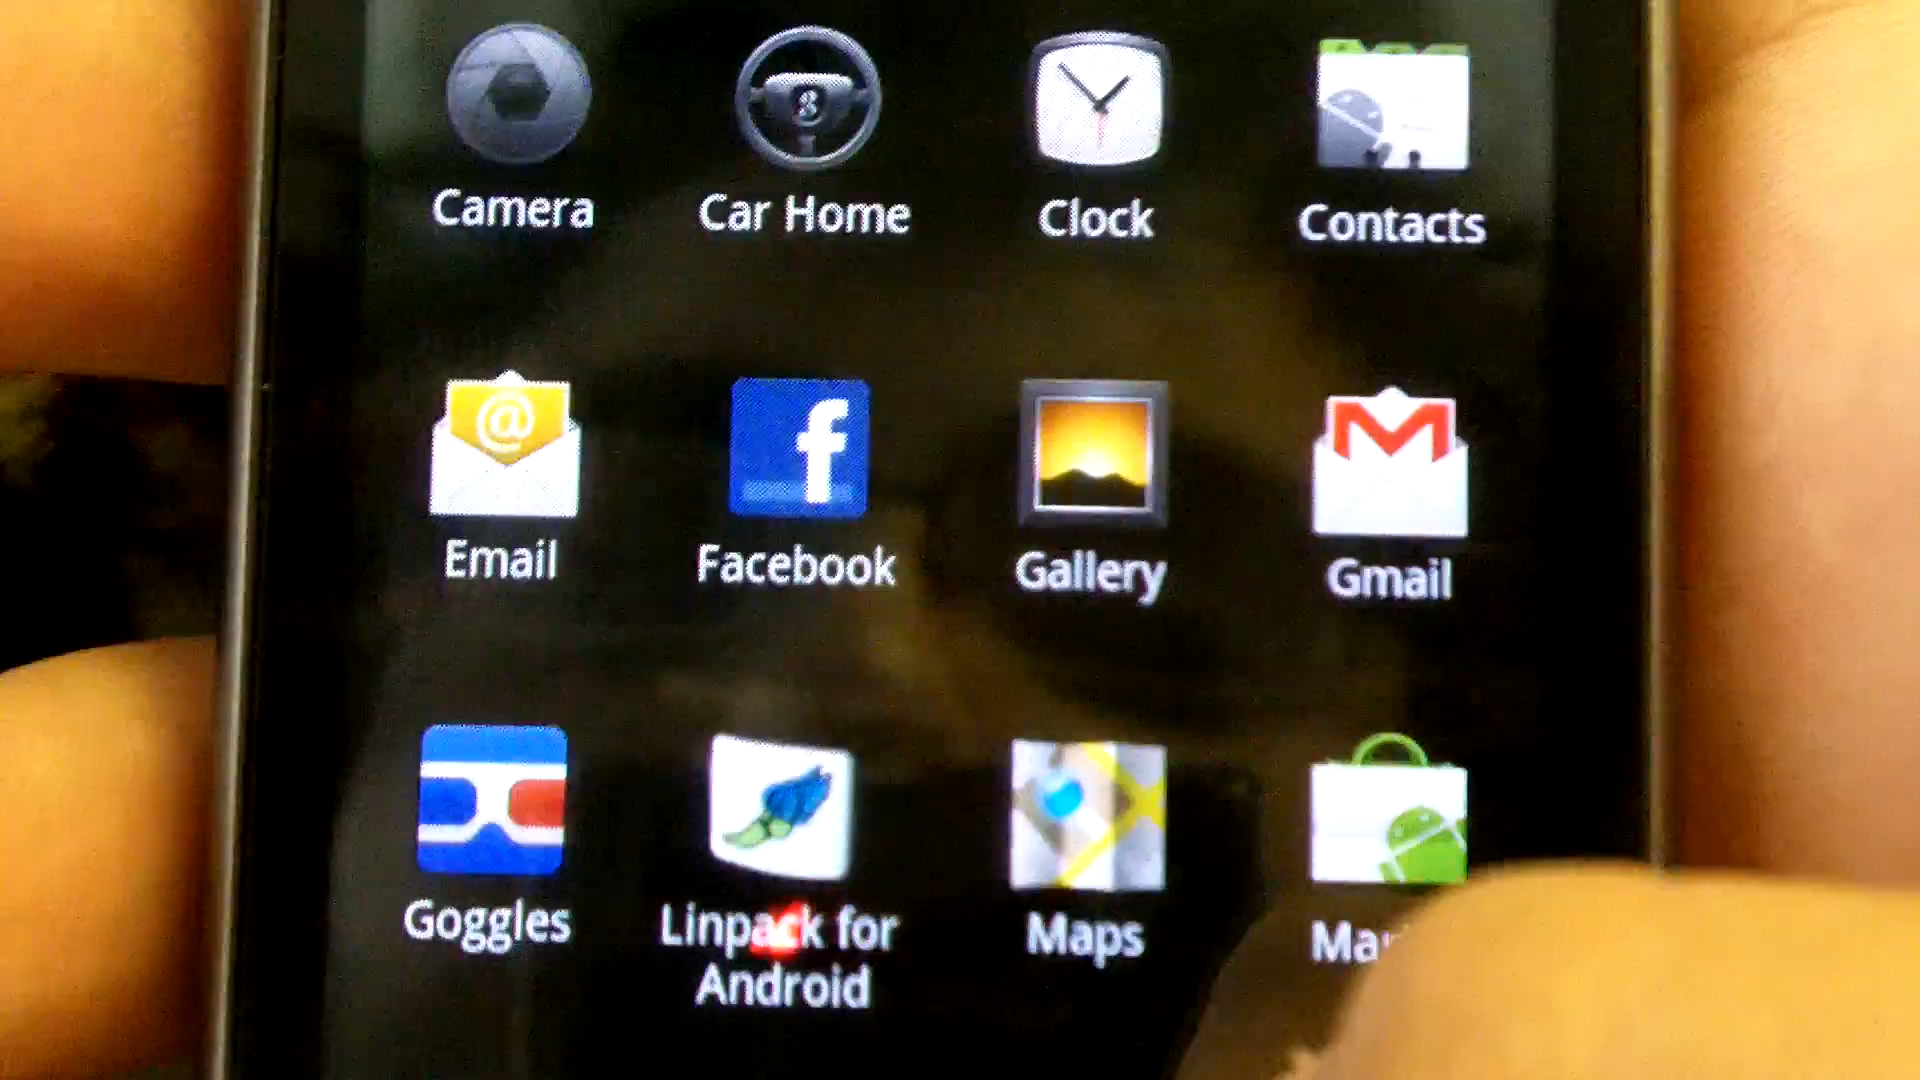 Camera
Car Home
Clock
Contacts
Email
Facebook
Gallery
Gmail
Goggles
Linpack for
Android
Maps